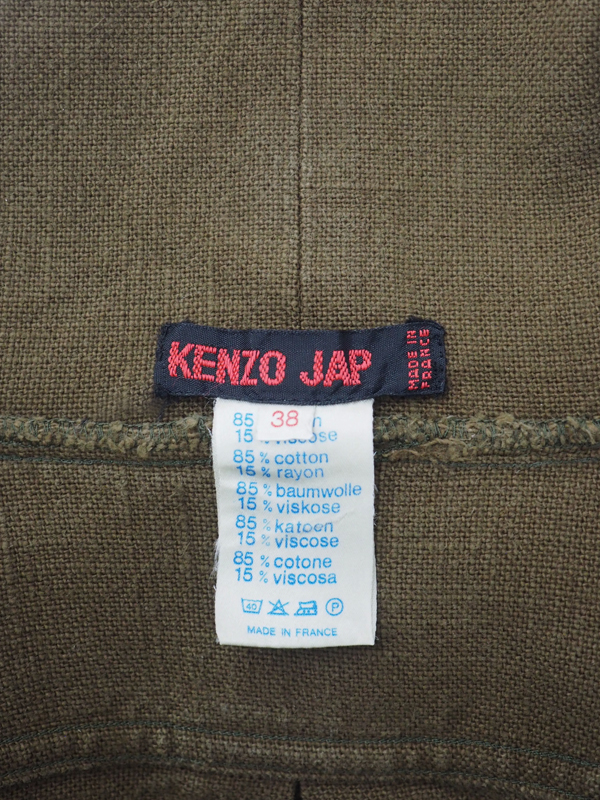 KENZO JAP
MADE IN
FRANCE
85 38 n
15% viscose
85% cotton
15% rayon
85% baumwolle
15% viskose
85% katoen
15% viscose
85% cotone
15% viscosa
40 P
MADE IN FRANCE